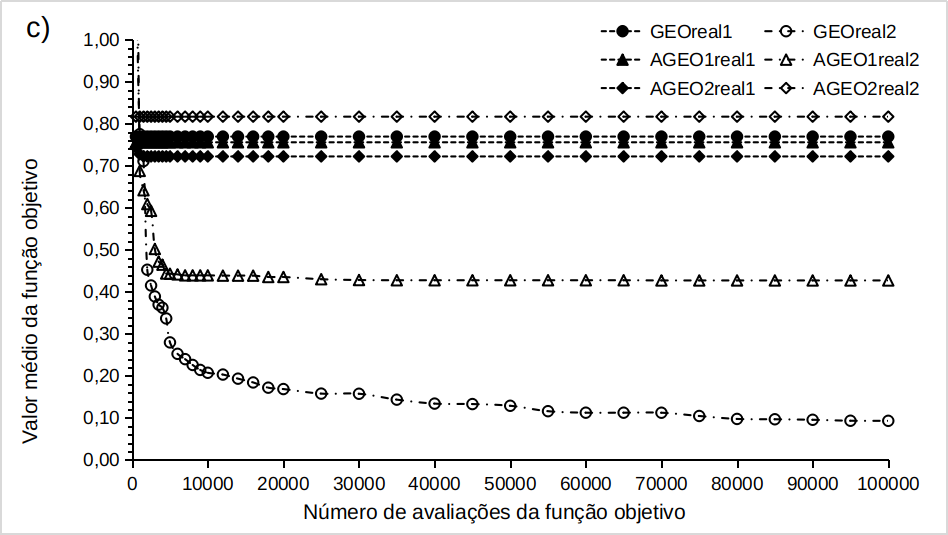 c)
GEOreal1
GEOreal2
AGEO1real1
AGEO1real2
AGEO2real1
AGEO2real2
1,00
0,90
0,80
0,70
0,60
0,50
0,40
0,30
0,20
0,10
0,00
Valor médio da função objetivo
0 10000 20000 30000 40000 50000 60000 70000 80000 90000 100000
Número de avaliações da função objetivo